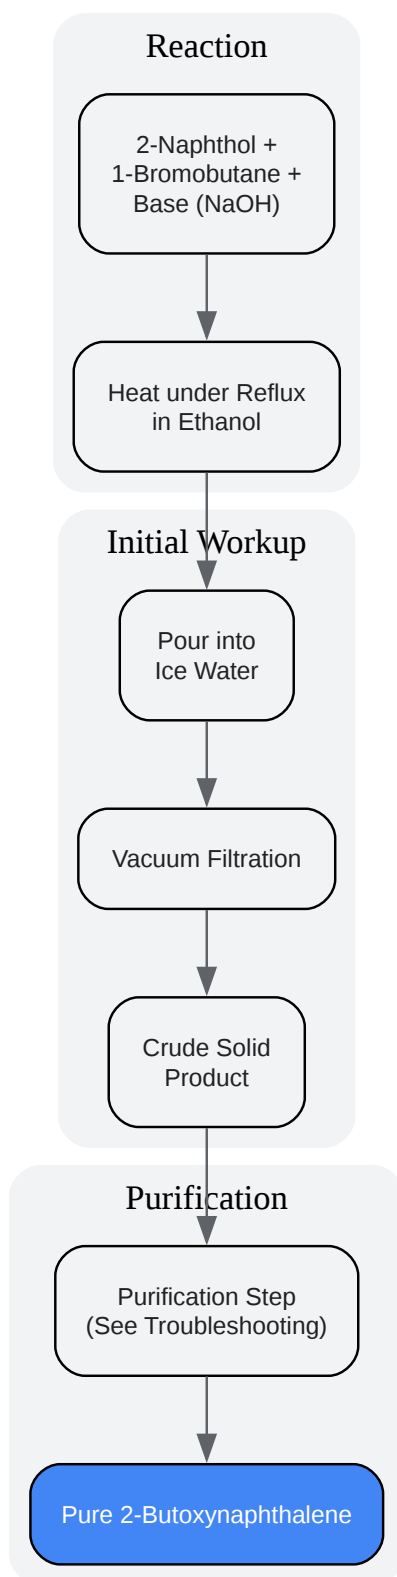 Reaction
2-Naphthol +
1-Bromobutane +
Base (NaOH)
Heat under Reflux
in Ethanol
Initial Workup
Pour into
Ice Water
Vacuum Filtration
Crude Solid
Product
Purification
Purification Step
(See Troubleshooting)
Pure 2-Butoxynaphthalene